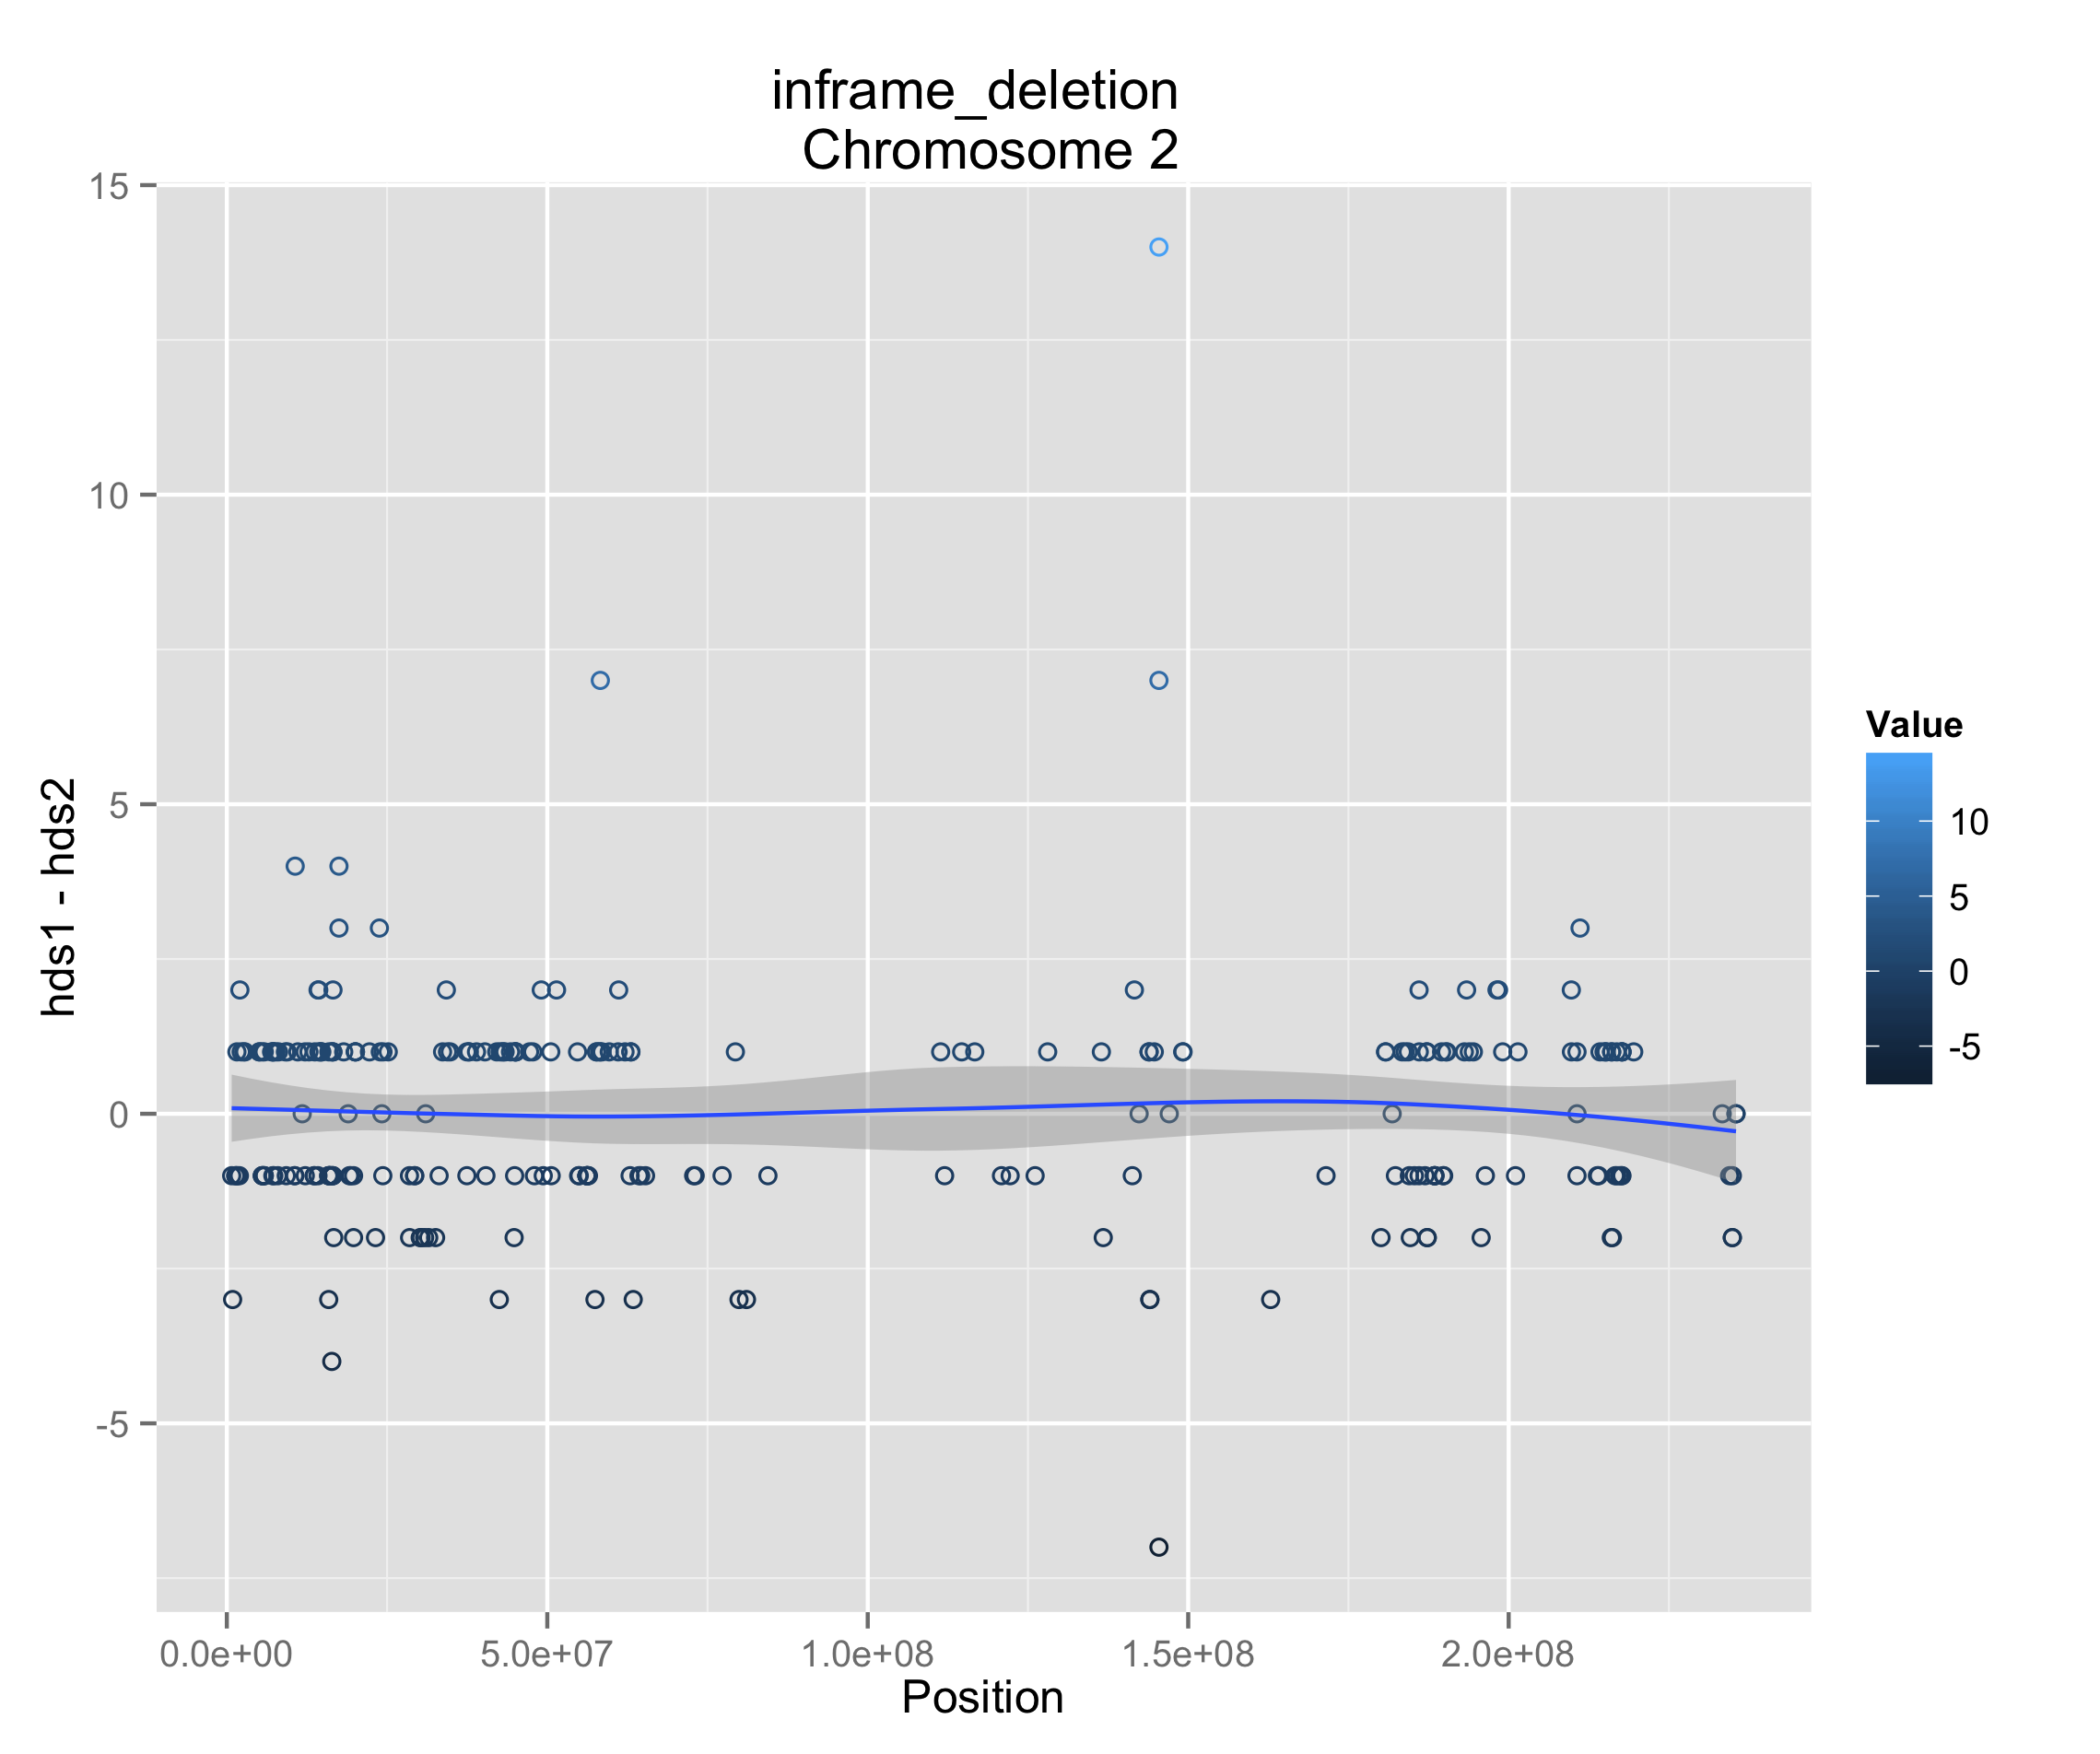 inframe_deletion
Chromosome 2
15
10
5
0
-5
hds1 - hds2
0.0e+00
5.0e+07
1.0e+08
1.5e+08
2.0e+08
Position
Value
10
5
0
-5